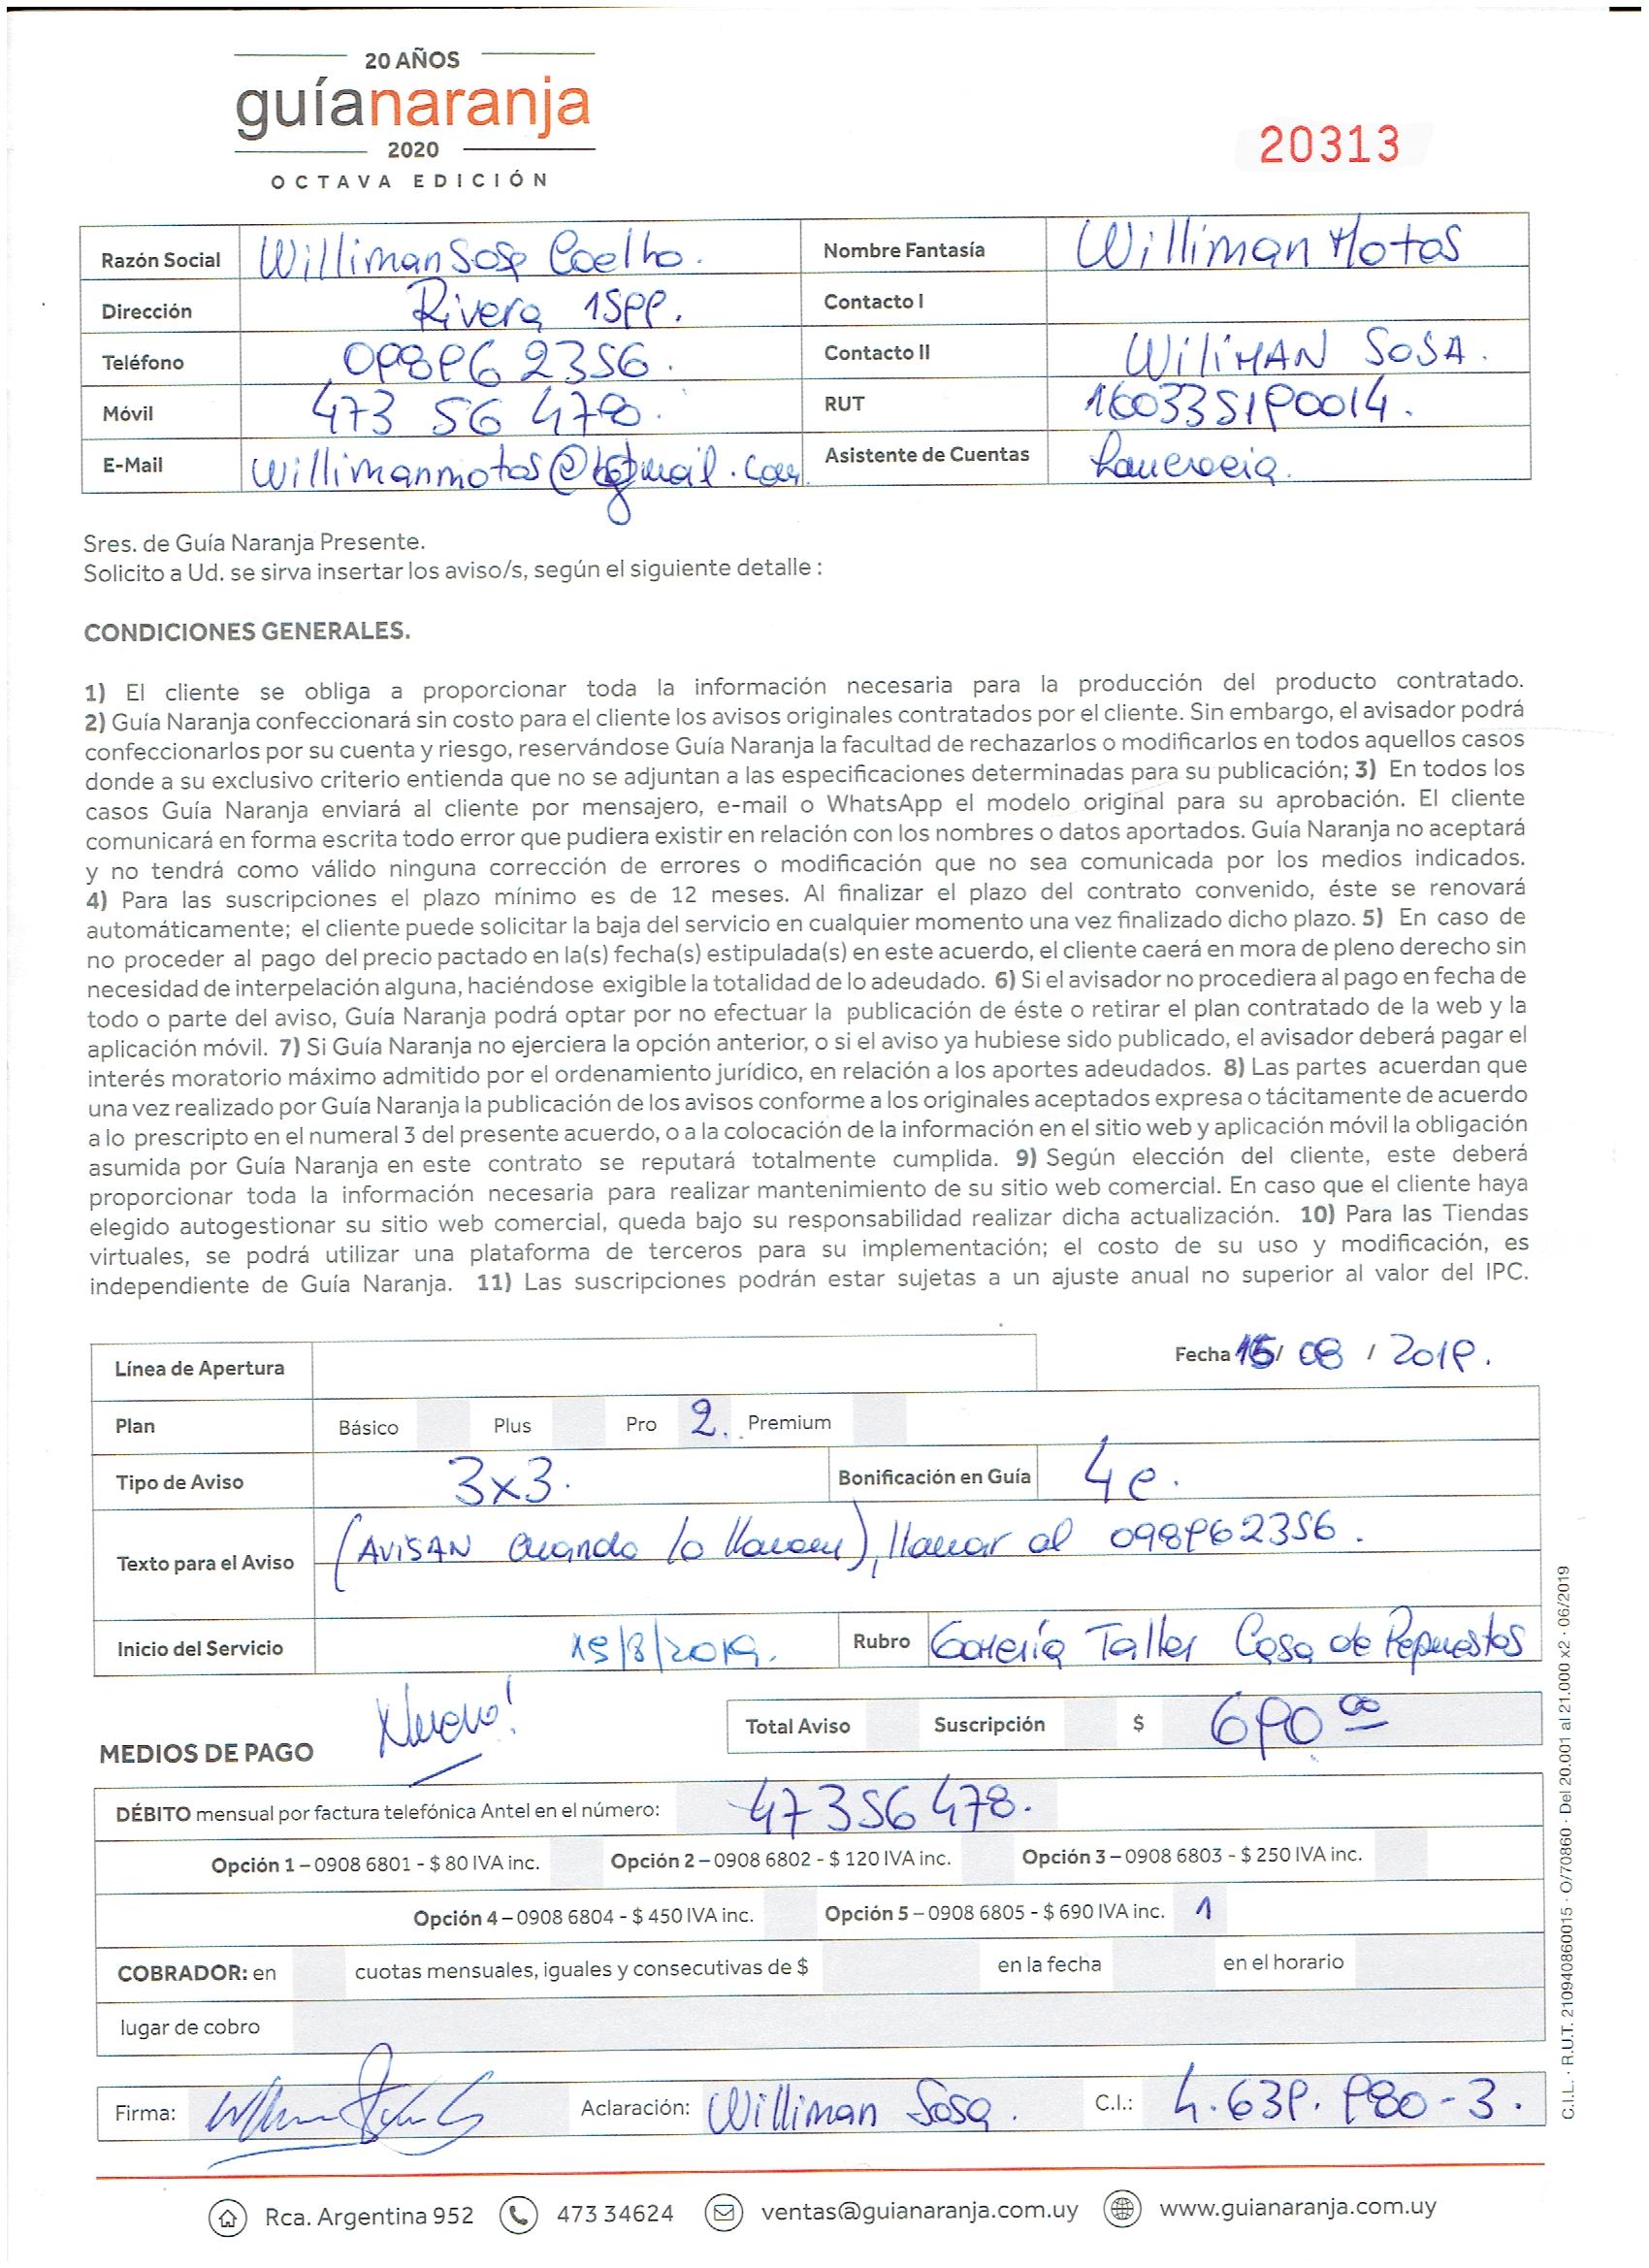 20 AÑOS
guíanaranja
2020
OCTAVA EDICIÓN
20313
Razón Social Williman Sosa Coelho. Nombre Fantasía Williman Motos
Dirección Rivera 1599. Contacto I
Teléfono 098962356. Contacto II WiliMAN SOSA.
Móvil 473 56 478. RUT 160335190014.
E-Mail willimanmotos@gmail.com Asistente de Cuentas
Sres. de Guía Naranja Presente.
Solicito a Ud. se sirva insertar los aviso/s, según el siguiente detalle :
CONDICIONES GENERALES.
1) El cliente se obliga a proporcionar toda la información necesaria para la producción del producto contratado.
2) Guía Naranja confeccionará sin costo para el cliente los avisos originales contratados por el cliente. Sin embargo, el avisador podrá
confeccionarlos por su cuenta y riesgo, reservándose Guía Naranja la facultad de rechazarlos o modificarlos en todos aquellos casos
donde a su exclusivo criterio entienda que no se adjuntan a las especificaciones determinadas para su publicación; 3) En todos los
casos Guía Naranja enviará al cliente por mensajero, e-mail o WhatsApp el modelo original para su aprobación. El cliente
comunicará en forma escrita todo error que pudiera existir en relación con los nombres o datos aportados. Guía Naranja no aceptará
y no tendrá como válido ninguna corrección de errores o modificación que no sea comunicada por los medios indicados.
4) Para las suscripciones el plazo mínimo es de 12 meses. Al finalizar el plazo del contrato convenido, éste se renovará
automáticamente; el cliente puede solicitar la baja del servicio en cualquier momento una vez finalizado dicho plazo. 5) En caso de
no proceder al pago del precio pactado en la(s) fecha(s) estipulada(s) en este acuerdo, el cliente caerá en mora de pleno derecho sin
necesidad de interpelación alguna, haciéndose exigible la totalidad de lo adeudado. 6) Si el avisador no procediera al pago en fecha de
todo o parte del aviso, Guía Naranja podrá optar por no efectuar la publicación de éste o retirar el plan contratado de la web y la
aplicación móvil. 7) Si Guía Naranja no ejerciera la opción anterior, o si el aviso ya hubiese sido publicado, el avisador deberá pagar el
interés moratorio máximo admitido por el ordenamiento jurídico, en relación a los aportes adeudados. 8) Las partes acuerdan que
una vez realizado por Guía Naranja la publicación de los avisos conforme a los originales aceptados expresa o tácitamente de acuerdo
a lo prescripto en el numeral 3 del presente acuerdo, o a la colocación de la información en el sitio web y aplicación móvil la obligación
asumida por Guía Naranja en este contrato se reputará totalmente cumplida. 9) Según elección del cliente, este deberá
proporcionar toda la información necesaria para realizar mantenimiento de su sitio web comercial. En caso que el cliente haya
elegido autogestionar su sitio web comercial, queda bajo su responsabilidad realizar dicha actualización. 10) Para las Tiendas
virtuales, se podrá utilizar una plataforma de terceros para su implementación; el costo de su uso y modificación, es
independiente de Guía Naranja. 11) Las suscripciones podrán estar sujetas a un ajuste anual no superior al valor del IPC.
Línea de Apertura Fecha 15/ 08 / 2019.
Plan Básico Plus Pro 2. Premium
Tipo de Aviso 3x3. Bonificación en Guía 4e.
Texto para el Aviso (AViSAN cuando lo llamem), llamar al 098962356.
Inicio del Servicio 15/8/2019. Rubro Taller Casa de Repuestos
Nuevo!
Total Aviso Suscripción $ 690 00
MEDIOS DE PAGO
DÉBITO mensual por factura telefónica Antel en el número: 47356478.
Opción 1 – 0908 6801 - $ 80 IVA inc. Opción 2 – 0908 6802 - $ 120 IVA inc. Opción 3 – 0908 6803 - $ 250 IVA inc.
Opción 4 – 0908 6804 - $ 450 IVA inc. Opción 5 – 0908 6805 - $ 690 IVA inc. 1
COBRADOR: en cuotas mensuales, iguales y consecutivas de $ en la fecha en el horario
lugar de cobro
Firma: Aclaración: Williman Sosa. C.I.: 4.639.980-3.
Rca. Argentina 952 473 34624 ventas@guianaranja.com.uy www.guianaranja.com.uy
C.I.L. · R.U.T. 210940860015 · O/70860 · Del 20.001 al 21.000 x2 · 06/2019